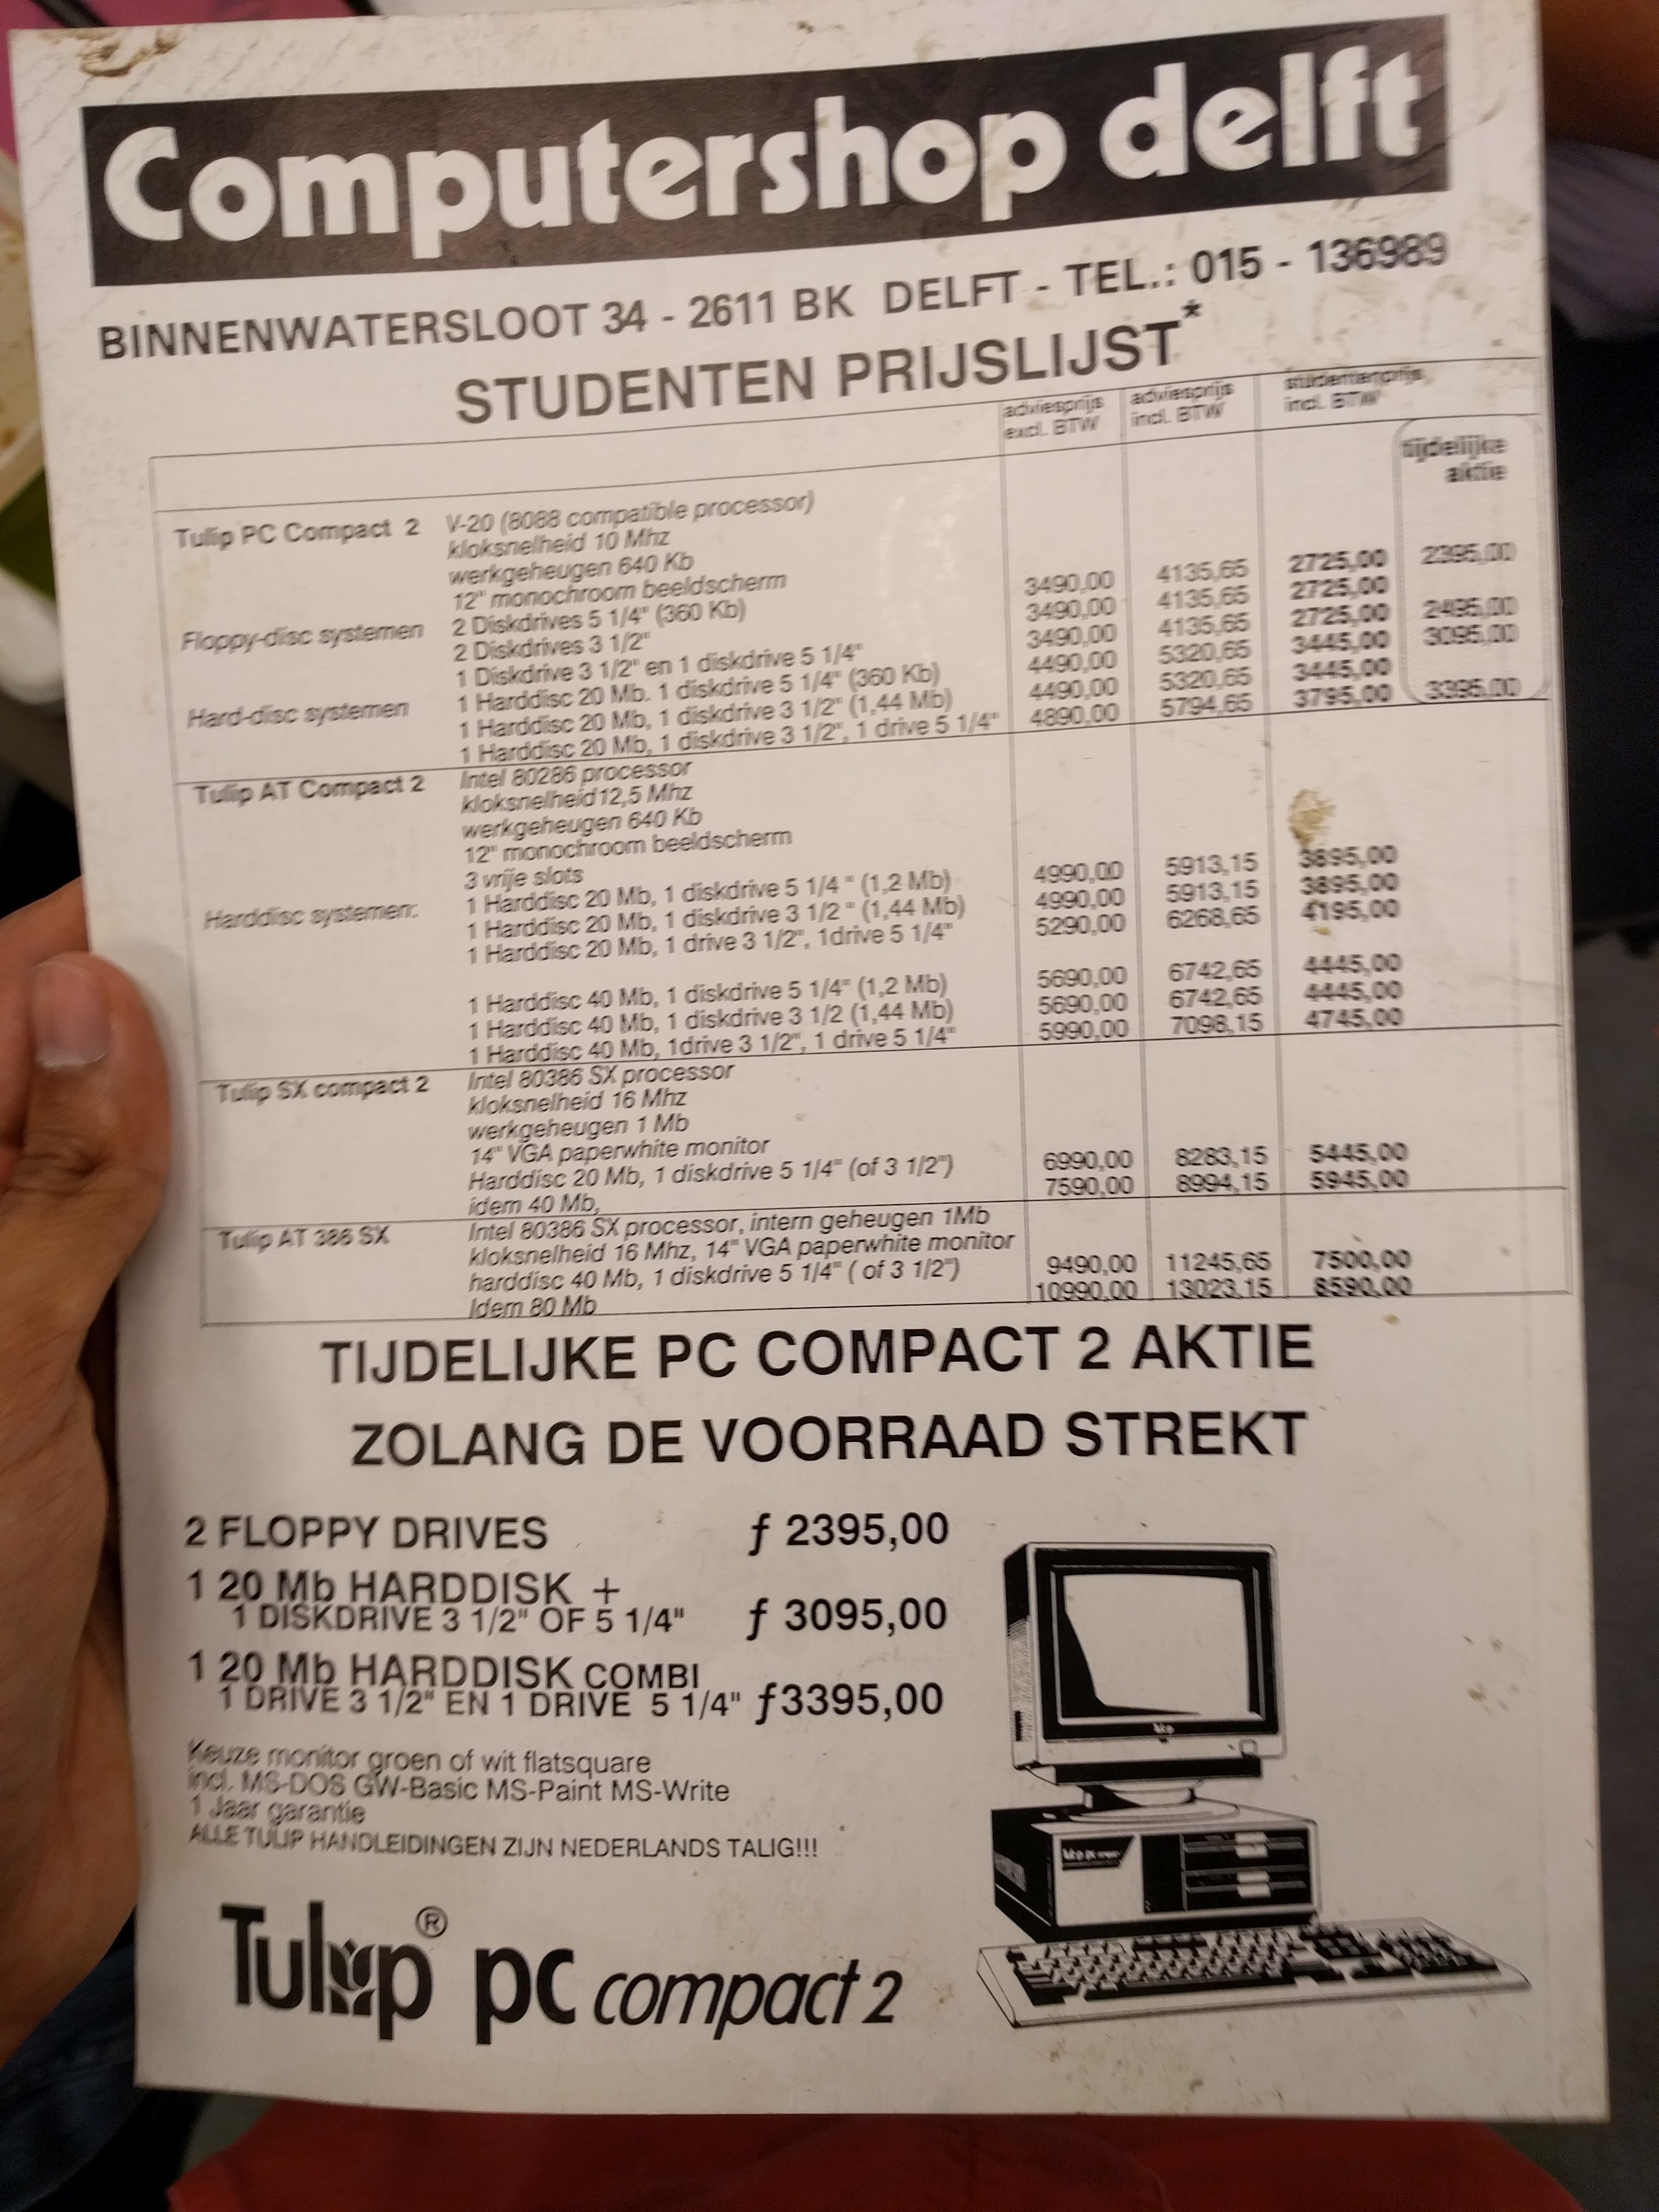 Computershop delft
BINNENWATERSLOOT 34 - 2611 BK DELFT - TEL.: 015 - 136989
STUDENTEN PRIJSLIJST*
adviesprijs excl. BTW adviesprijs incl. BTW studentenprijs incl. BTW
tijdelijke aktie
Tulip PC Compact 2 V-20 (8088 compatible processor)
kloksnelheid 10 Mhz
werkgeheugen 640 Kb
12" monochroom beeldscherm
Floppy-disc systemen 2 Diskdrives 5 1/4" (360 Kb) 3490,00 4135,65 2725,00 2395,00
2 Diskdrives 3 1/2" 3490,00 4135,65 2725,00
1 Diskdrive 3 1/2" en 1 diskdrive 5 1/4" 3490,00 4135,65 2725,00 2495,00
Hard-disc systemen 1 Harddisc 20 Mb. 1 diskdrive 5 1/4" (360 Kb) 4490,00 5320,65 3445,00 3095,00
1 Harddisc 20 Mb, 1 diskdrive 3 1/2" (1,44 Mb) 4490,00 5320,65 3445,00
1 Harddisc 20 Mb, 1 diskdrive 3 1/2", 1 drive 5 1/4" 4890,00 5794,65 3795,00 3395,00
Tulip AT Compact 2 Intel 80286 processor
kloksnelheid12,5 Mhz
werkgeheugen 640 Kb
12" monochroom beeldscherm
3 vrije slots
Harddisc systemen: 1 Harddisc 20 Mb, 1 diskdrive 5 1/4 " (1,2 Mb) 4990,00 5913,15 3895,00
1 Harddisc 20 Mb, 1 diskdrive 3 1/2 " (1,44 Mb) 4990,00 5913,15 3895,00
1 Harddisc 20 Mb, 1 drive 3 1/2", 1drive 5 1/4" 5290,00 6268,65 4195,00
1 Harddisc 40 Mb, 1 diskdrive 5 1/4" (1,2 Mb) 5690,00 6742,65 4445,00
1 Harddisc 40 Mb, 1 diskdrive 3 1/2 (1,44 Mb) 5690,00 6742,65 4445,00
1 Harddisc 40 Mb, 1drive 3 1/2", 1 drive 5 1/4" 5990,00 7098,15 4745,00
Tulip SX compact 2 Intel 80386 SX processor
kloksnelheid 16 Mhz
werkgeheugen 1 Mb
14" VGA paperwhite monitor
Harddisc 20 Mb, 1 diskdrive 5 1/4" (of 3 1/2") 6990,00 8283,15 5445,00
idem 40 Mb, 7590,00 8994,15 5945,00
Tulip AT 386 SX Intel 80386 SX processor, intern geheugen 1Mb
kloksnelheid 16 Mhz, 14" VGA paperwhite monitor
harddisc 40 Mb, 1 diskdrive 5 1/4" ( of 3 1/2") 9490,00 11245,65 7500,00
Idem 80 Mb 10990,00 13023,15 8590,00
TIJDELIJKE PC COMPACT 2 AKTIE
ZOLANG DE VOORRAAD STREKT
2 FLOPPY DRIVES ƒ 2395,00
1 20 Mb HARDDISK +
1 DISKDRIVE 3 1/2" OF 5 1/4" ƒ 3095,00
1 20 Mb HARDDISK COMBI
1 DRIVE 3 1/2" EN 1 DRIVE 5 1/4" ƒ3395,00
Keuze monitor groen of wit flatsquare
incl. MS-DOS GW-Basic MS-Paint MS-Write
1 Jaar garantie
ALLE TULIP HANDLEIDINGEN ZIJN NEDERLANDS TALIG!!!
Tulip® pc compact 2